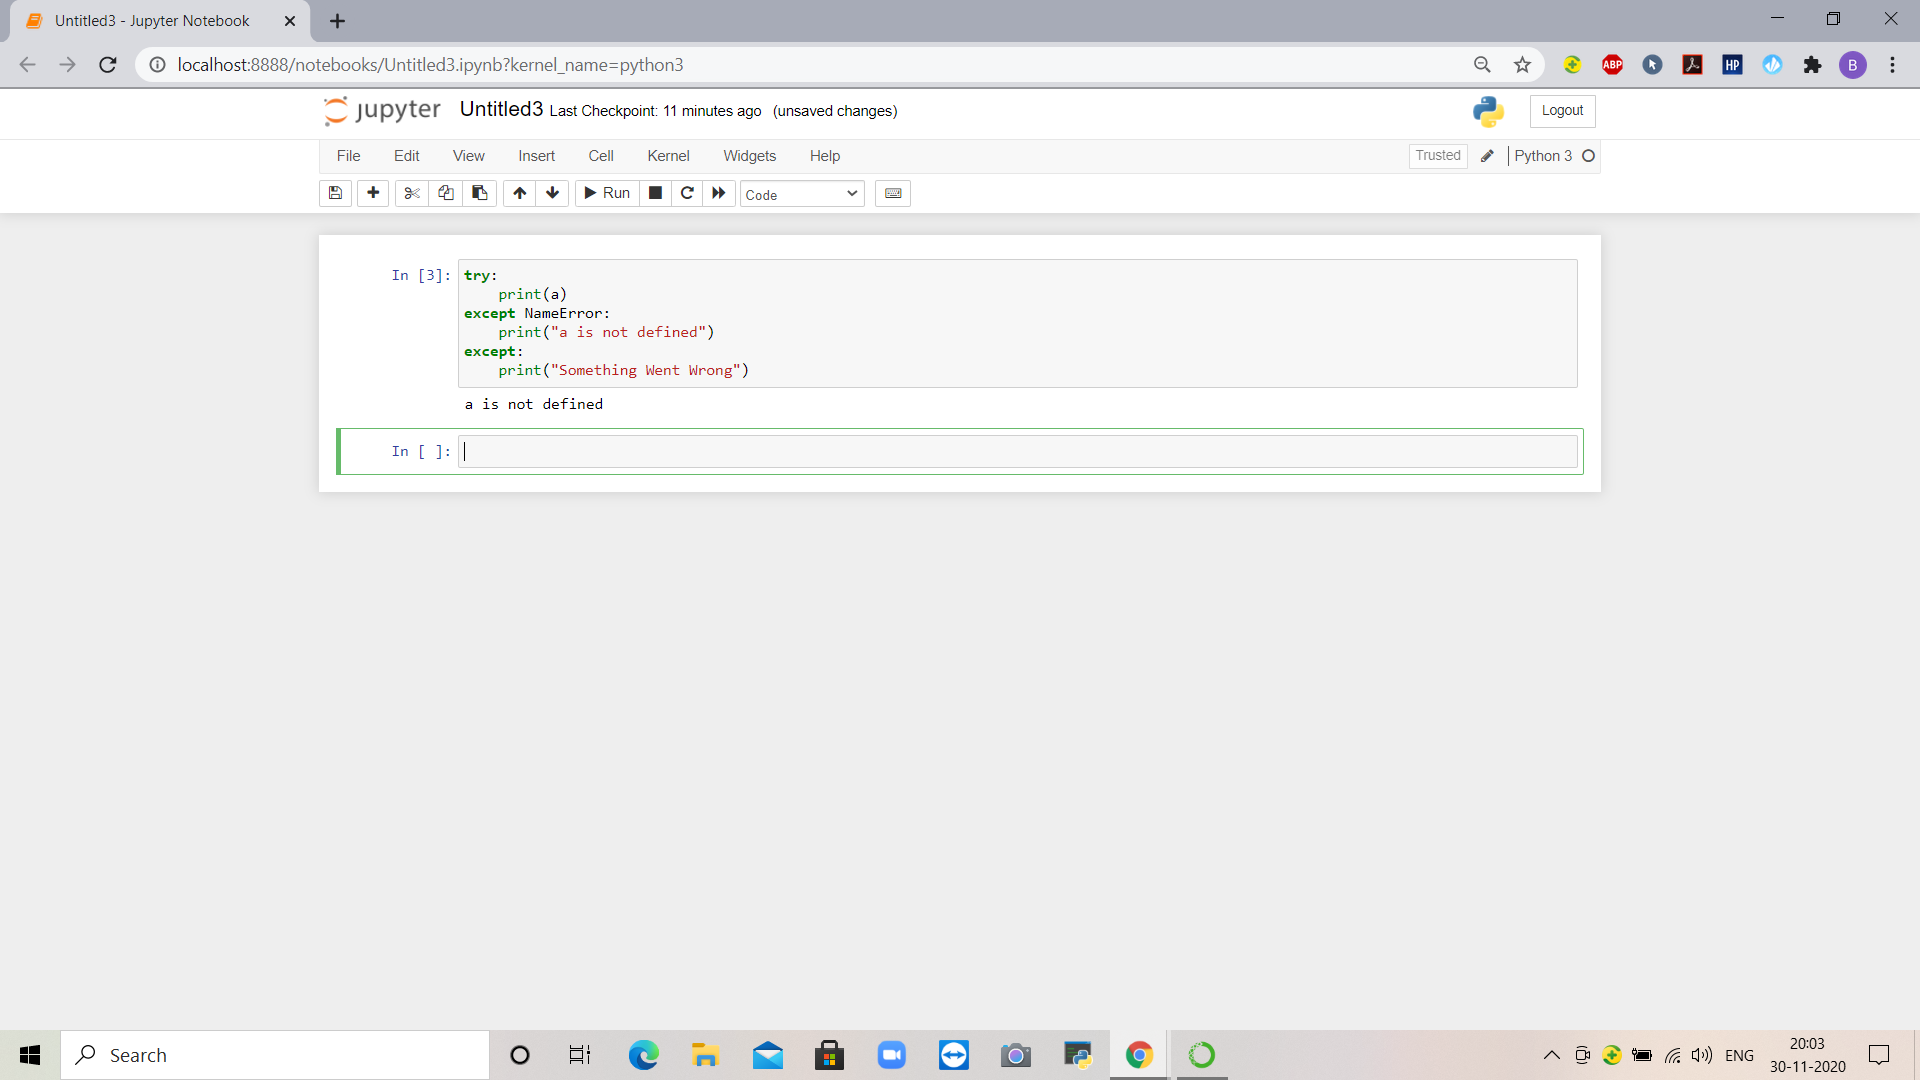 Untitled3 - Jupyter Notebook
localhost:8888/notebooks/Untitled3.ipynb?kernel_name=python3
ABP
HP
B
jupyter Untitled3 Last Checkpoint: 11 minutes ago (unsaved changes)
Logout
File Edit View Insert Cell Kernel Widgets Help
Trusted
Python 3
Run
Code
In [3]: try:
    print(a)
except NameError:
    print("a is not defined")
except:
    print("Something Went Wrong")
a is not defined
In [ ]:
Search
ENG
20:03
30-11-2020